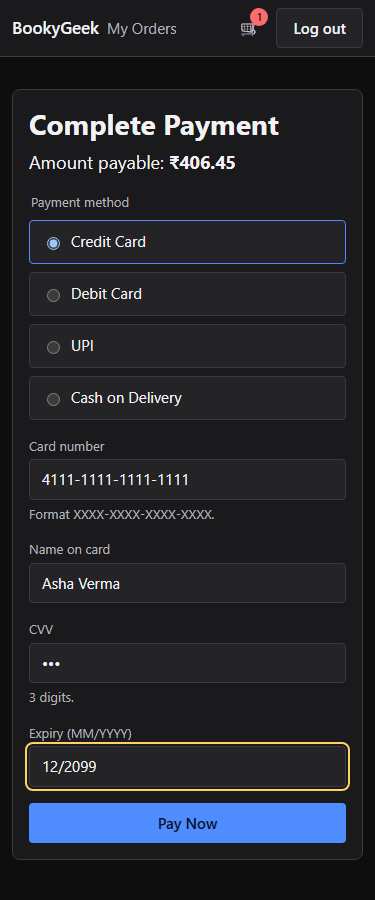 BookyGeek My Orders 1 Log out
Complete Payment
Amount payable: ₹406.45
Payment method
Credit Card
Debit Card
UPI
Cash on Delivery
Card number
4111-1111-1111-1111
Format XXXX-XXXX-XXXX-XXXX.
Name on card
Asha Verma
CVV
•••
3 digits.
Expiry (MM/YYYY)
12/2099
Pay Now